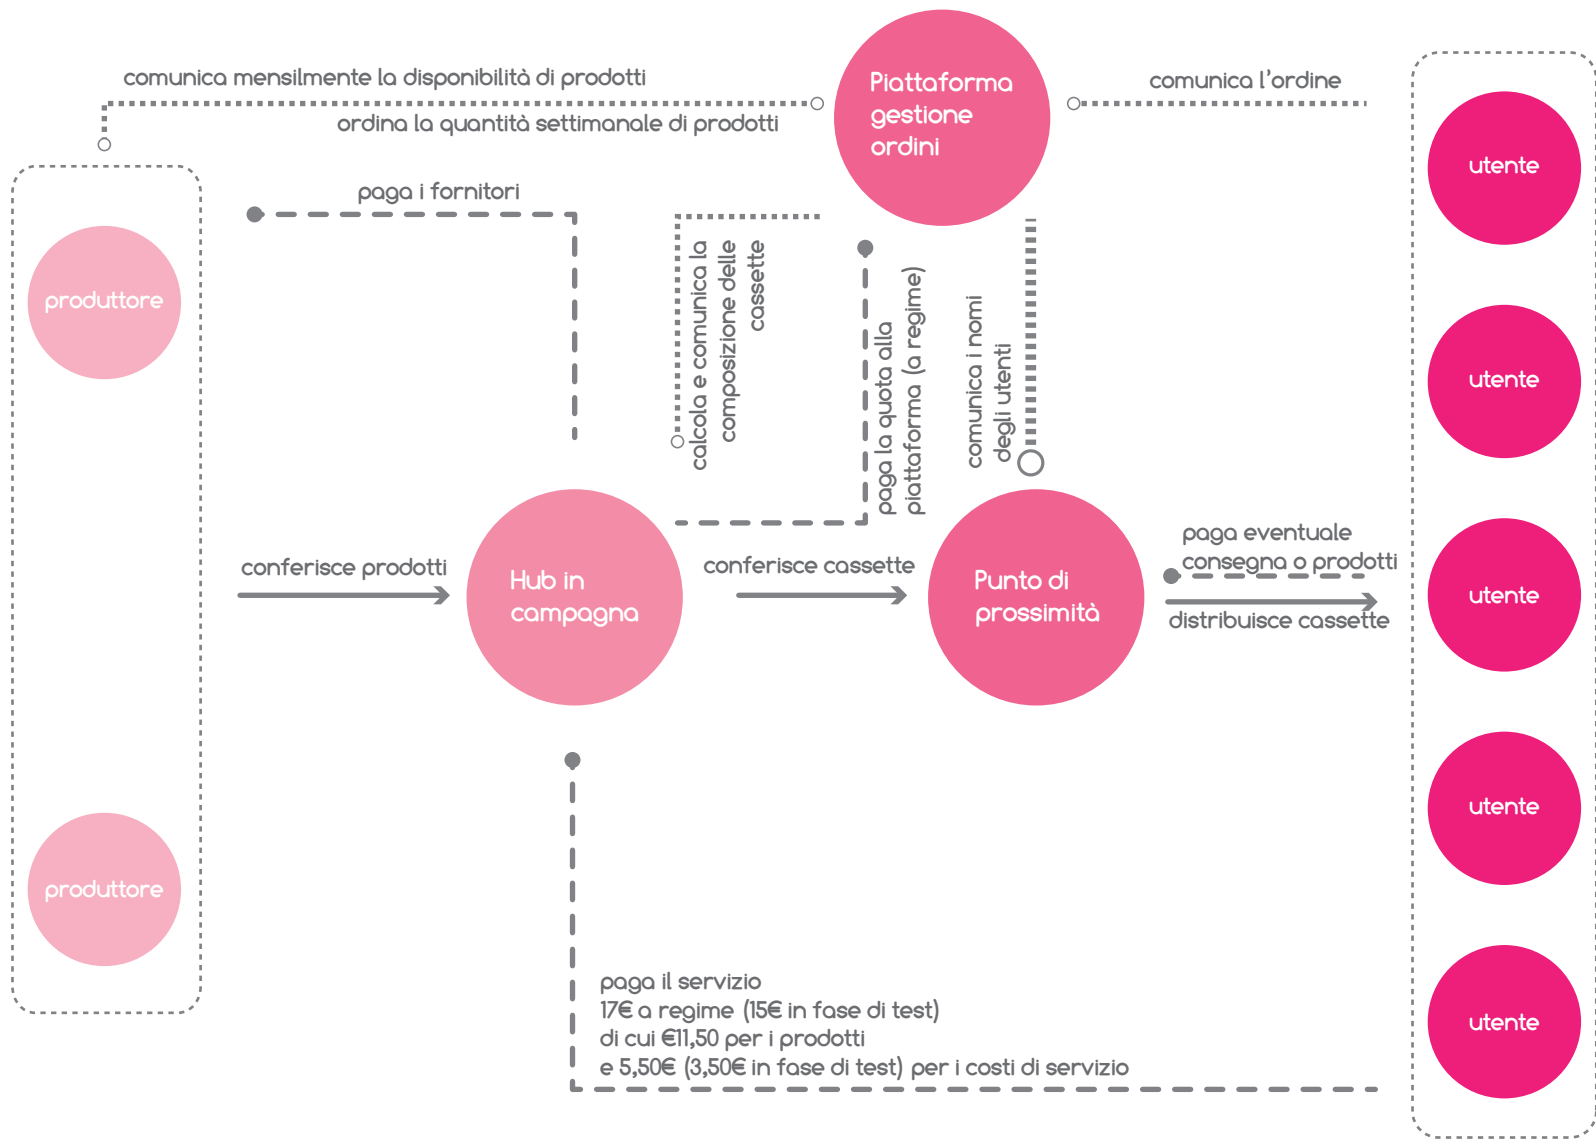 comunica mensilmente la disponibilità di prodotti
ordina la quantità settimanale di prodotti
Piattaforma
gestione
ordini
comunica l'ordine
paga i fornitori
calcola e comunica la
composizione delle
cassette
paga la quota alla
piattaforma (a regime)
comunica i nomi
degli utenti
produttore
produttore
conferisce prodotti
Hub in
campagna
conferisce cassette
Punto di
prossimità
paga eventuale
consegna o prodotti
distribuisce cassette
utente
utente
utente
utente
utente
paga il servizio
17€ a regime (15€ in fase di test)
di cui €11,50 per i prodotti
e 5,50€ (3,50€ in fase di test) per i costi di servizio